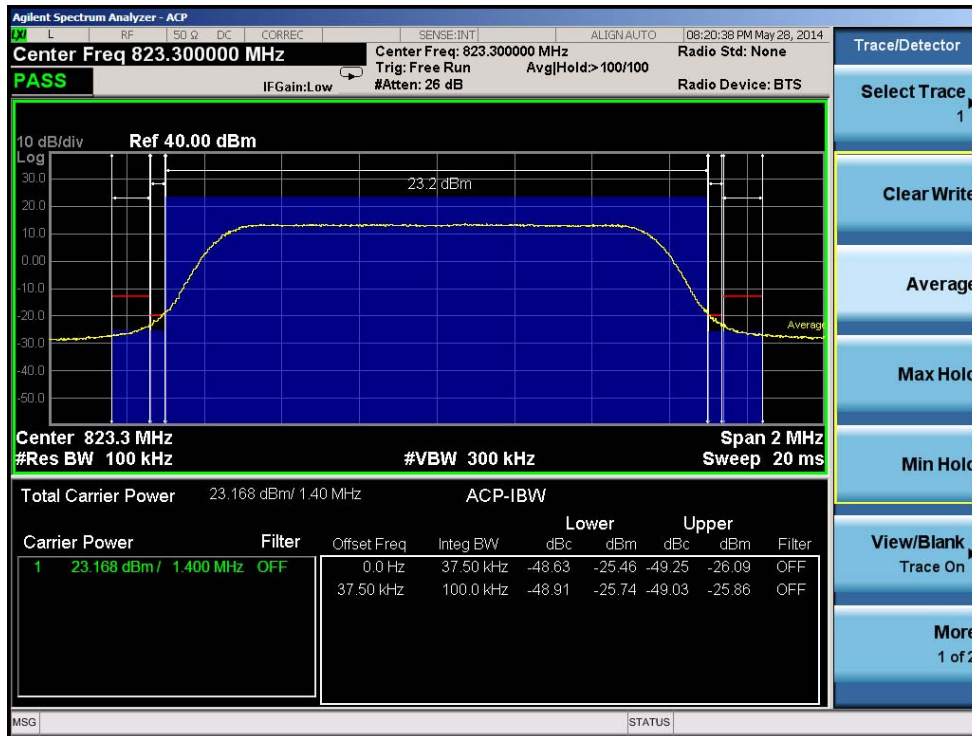 Agilent Spectrum Analyzer - ACP
LXI L RF 50 Ω DC CORREC SENSE:INT ALIGN AUTO 08:20:38 PM May 28, 2014
Center Freq 823.300000 MHz
Center Freq: 823.300000 MHz
Radio Std: None
Trig: Free Run
Avg|Hold:> 100/100
PASS
IFGain:Low
#Atten: 26 dB
Radio Device: BTS
10 dB/div Ref 40.00 dBm
Log
30.0
20.0
10.0
0.00
-10.0
-20.0
-30.0
-40.0
-50.0
23.2 dBm
Average
Center 823.3 MHz
Span 2 MHz
#Res BW 100 kHz
#VBW 300 kHz
Sweep 20 ms
Total Carrier Power 23.168 dBm/ 1.40 MHz
ACP-IBW
Lower Upper
Carrier Power Filter
Offset Freq Integ BW dBc dBm dBc dBm Filter
1 23.168 dBm / 1.400 MHz OFF
0.0 Hz 37.50 kHz -48.63 -25.46 -49.25 -26.09 OFF
37.50 kHz 100.0 kHz -48.91 -25.74 -49.03 -25.86 OFF
MSG
STATUS
Trace/Detector
Select Trace
1
Clear Write
Average
Max Hold
Min Hold
View/Blank
Trace On
More
1 of 2